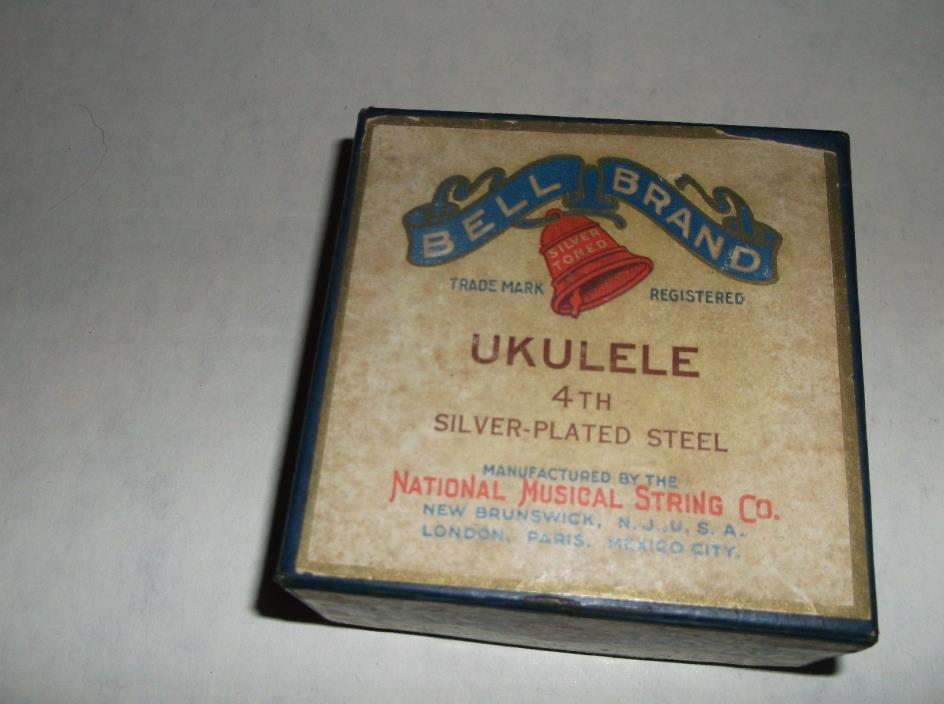 BELL BRAND
SILVER
TONED
TRADE MARK REGISTERED
UKULELE
4TH
SILVER-PLATED STEEL
MANUFACTURED BY THE
NATIONAL MUSICAL STRING CO.
NEW BRUNSWICK, N.J., U.S.A.
LONDON. PARIS. MEXICO CITY.